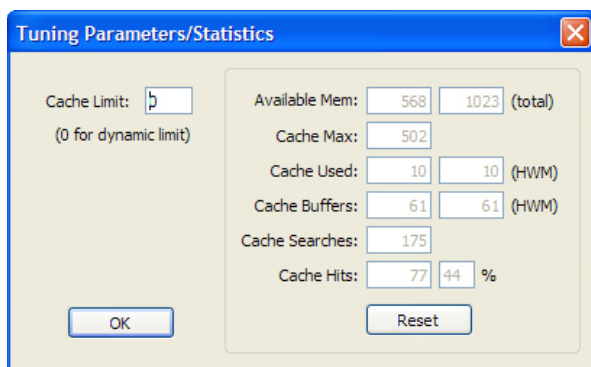 Tuning Parameters/Statistics
Cache Limit: 0
(0 for dynamic limit)
OK
Available Mem: 568 1023 (total)
Cache Max: 502
Cache Used: 10 10 (HWM)
Cache Buffers: 61 61 (HWM)
Cache Searches: 175
Cache Hits: 77 44 %
Reset